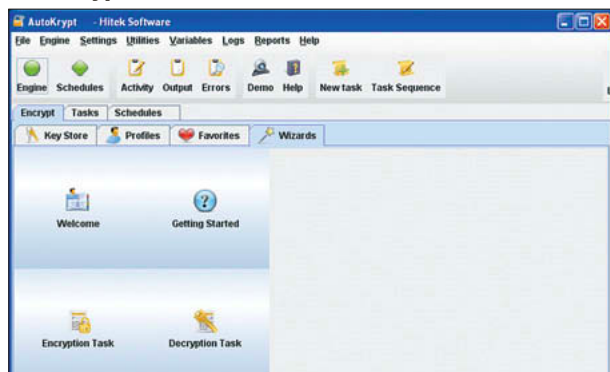 AutoKrypt - Hitek Software
File Engine Settings Utilities Variables Logs Reports Help
Engine Schedules Activity Output Errors Demo Help New task Task Sequence
Encrypt Tasks Schedules
Key Store Profiles Favorites Wizards
Welcome Getting Started
Encryption Task Decryption Task